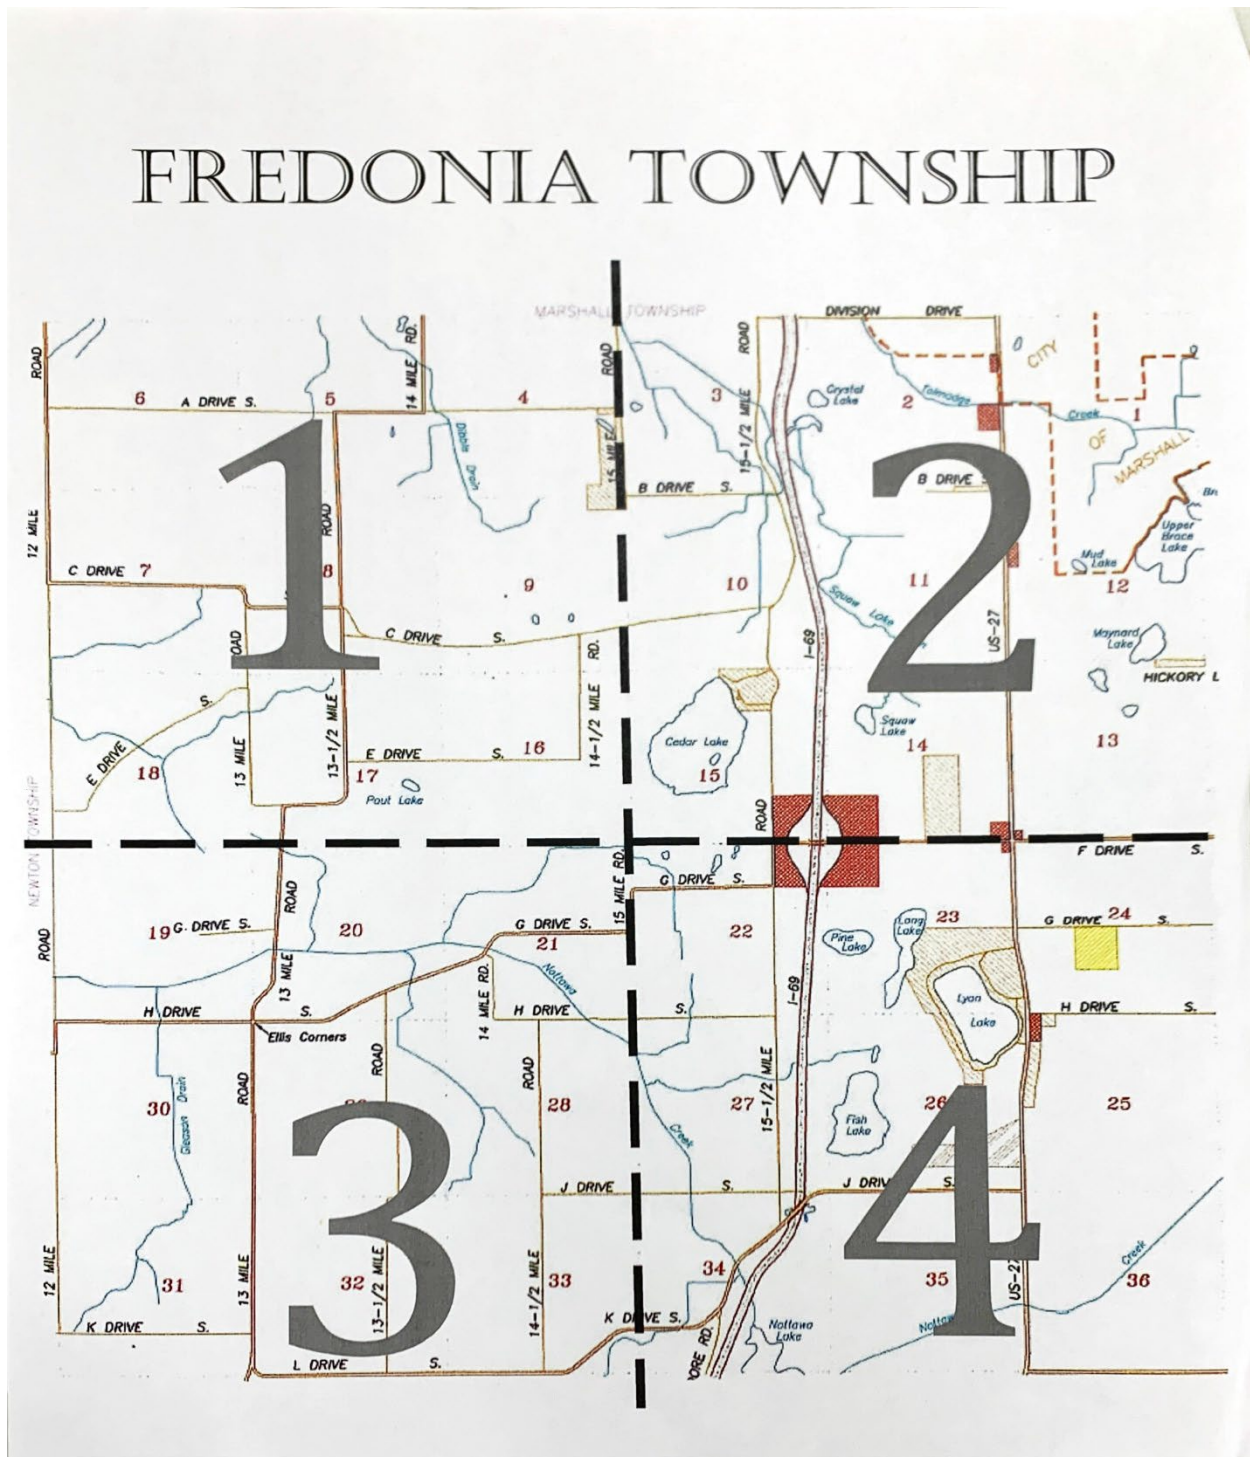 FREDONIA TOWNSHIP
MARSHALL TOWNSHIP
DIVISION DRIVE
ROAD
14 MILE RD.
ROAD
ROAD
CITY
OF
MARSHALL
6
A DRIVE S.
5
4
3
Crystal
Lake
2
Talmadge
Creek
1
Dibble
Drain
15 MILE
15-1/2 MILE
B DRIVE S.
B DRIVE S
1
2
ROAD
12 MILE
C DRIVE
7
8
9
10
11
12
Upper
Brace
Lake
Mud
Lake
Squaw Lake
C DRIVE S.
OAD
RD.
I-69
US-27
Maynard
Lake
HICKORY L
E DRIVE S.
13 MILE
13-1/2 MILE
14-1/2 MILE
E DRIVE S.
16
Cedar Lake
Squaw
Lake
14
13
18
17
15
Pout Lake
NEWTON TOWNSHIP
ROAD
F DRIVE S.
ROAD
15 MILE RD.
G DRIVE S.
ROAD
19
G DRIVE S.
20
G DRIVE S.
21
22
Pine
Lake
Long
Lake
23
G DRIVE S.
24
13 MILE
14 MILE RD.
Nottawa
I-69
Lyon
Lake
H DRIVE S.
Ellis Corners
H DRIVE S.
H DRIVE S.
ROAD
ROAD
ROAD
15-1/2 MILE
30
Gleason Drain
28
27
Creek
Fish
Lake
26
25
3
4
J DRIVE S.
J DRIV S.
12 MILE
31
13 MILE
32
13-1/2 MILE
14-1/2 MILE
33
34
35
US-27
Creek
36
K DRIVE S.
K DRIVE S.
Nottawa
Lake
Nottaw
L DRIVE S.
ORE RD.